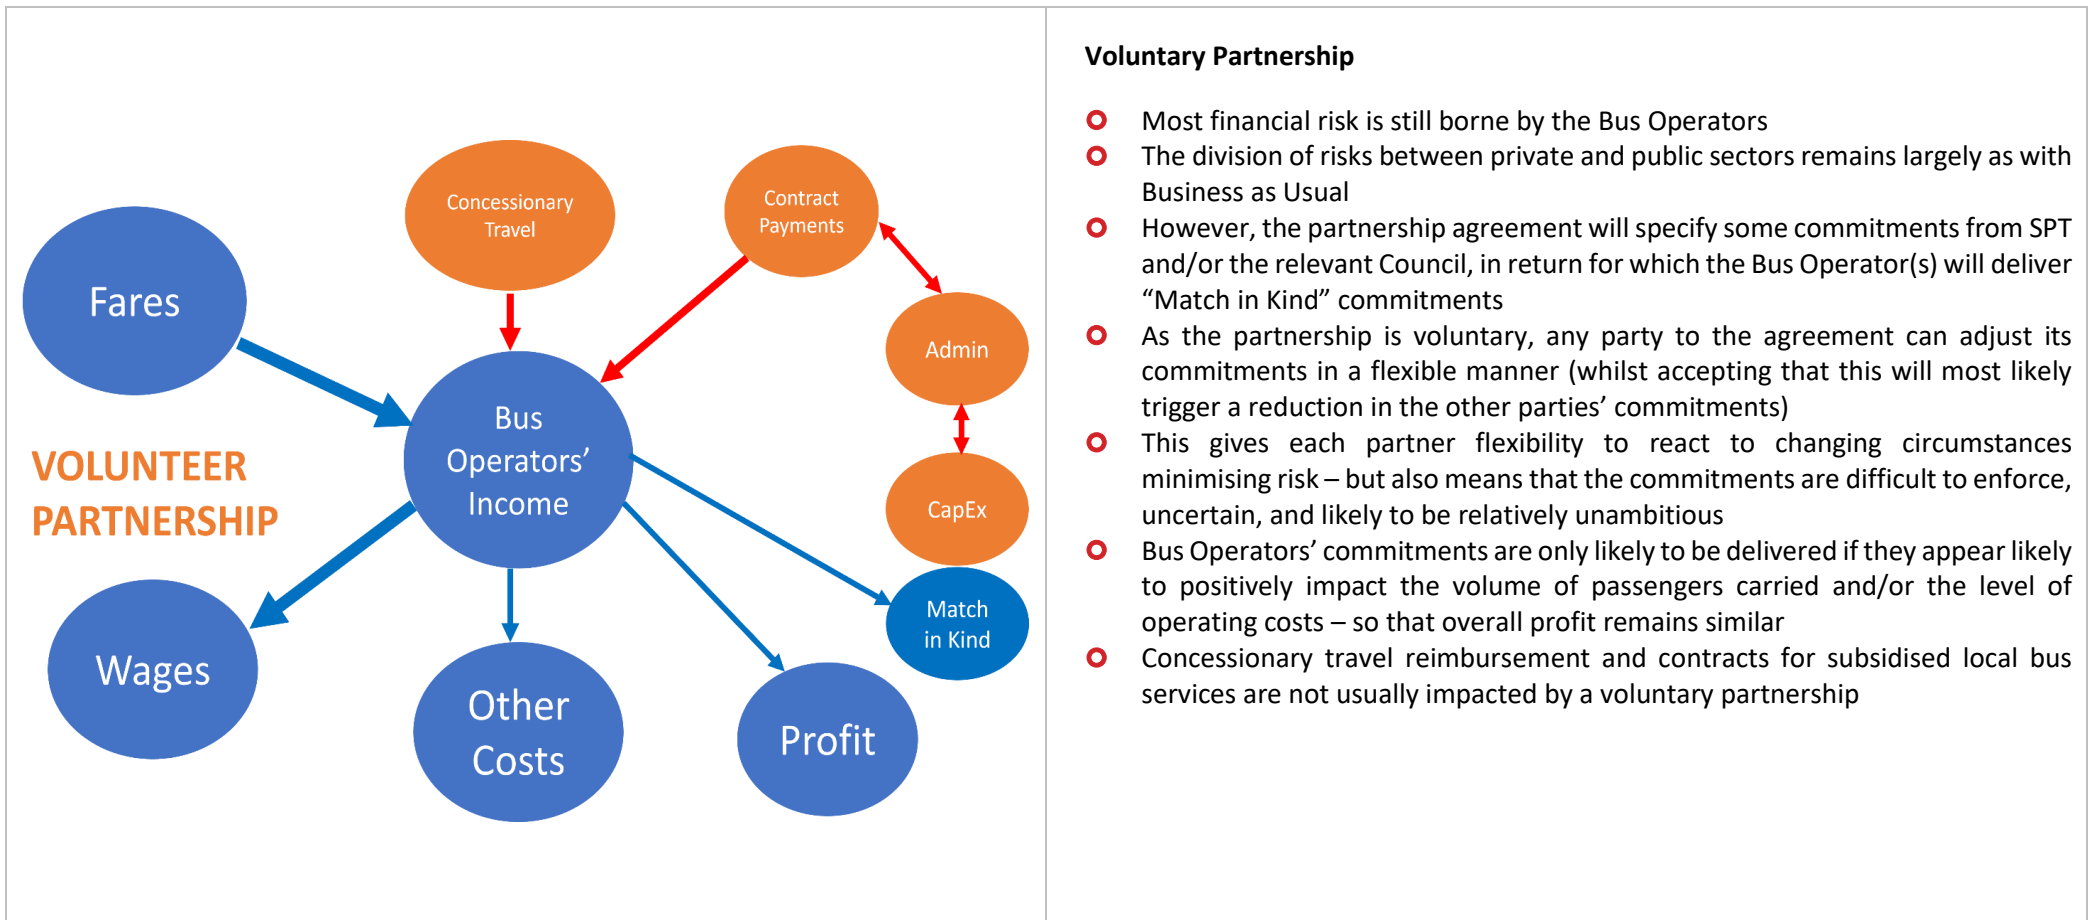 Concessionary
Travel
Contract
Payments
Fares
Admin
Bus
Operators’
Income
VOLUNTEER
PARTNERSHIP
CapEx
Match
in Kind
Wages
Other
Costs
Profit
Voluntary Partnership
Most financial risk is still borne by the Bus Operators
The division of risks between private and public sectors remains largely as with
Business as Usual
However, the partnership agreement will specify some commitments from SPT
and/or the relevant Council, in return for which the Bus Operator(s) will deliver
“Match in Kind” commitments
As the partnership is voluntary, any party to the agreement can adjust its
commitments in a flexible manner (whilst accepting that this will most likely
trigger a reduction in the other parties’ commitments)
This gives each partner flexibility to react to changing circumstances
minimising risk – but also means that the commitments are difficult to enforce,
uncertain, and likely to be relatively unambitious
Bus Operators’ commitments are only likely to be delivered if they appear likely
to positively impact the volume of passengers carried and/or the level of
operating costs – so that overall profit remains similar
Concessionary travel reimbursement and contracts for subsidised local bus
services are not usually impacted by a voluntary partnership